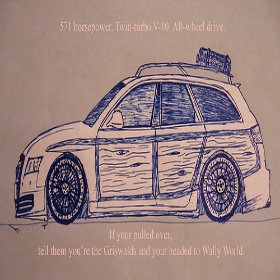 571 horsepower. Twin-turbo V-10. All-wheel drive.
If your pulled over,
tell them you're the Griswalds and your headed to Wally World.